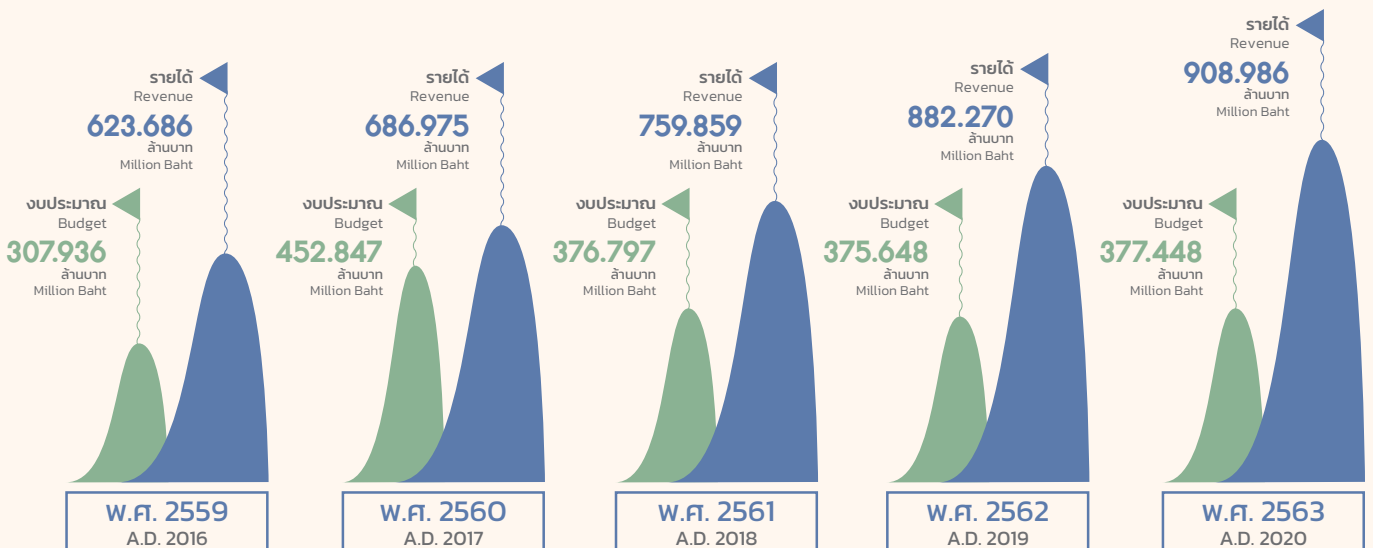 รายได้
Revenue
623.686
ล้านบาท
Million Baht
งบประมาณ
Budget
307.936
ล้านบาท
Million Baht
พ.ศ. 2559
A.D. 2016
รายได้
Revenue
686.975
ล้านบาท
Million Baht
งบประมาณ
Budget
452.847
ล้านบาท
Million Baht
พ.ศ. 2560
A.D. 2017
รายได้
Revenue
759.859
ล้านบาท
Million Baht
งบประมาณ
Budget
376.797
ล้านบาท
Million Baht
พ.ศ. 2561
A.D. 2018
รายได้
Revenue
882.270
ล้านบาท
Million Baht
งบประมาณ
Budget
375.648
ล้านบาท
Million Baht
พ.ศ. 2562
A.D. 2019
รายได้
Revenue
908.986
ล้านบาท
Million Baht
งบประมาณ
Budget
377.448
ล้านบาท
Million Baht
พ.ศ. 2563
A.D. 2020